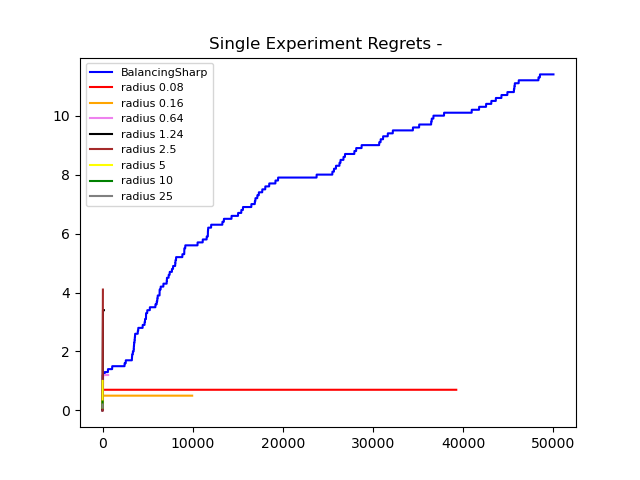 Single Experiment Regrets -
BalancingSharp
radius 0.08
radius 0.16
radius 0.64
radius 1.24
radius 2.5
radius 5
radius 10
radius 25
10
8
6
4
2
0
0 10000 20000 30000 40000 50000